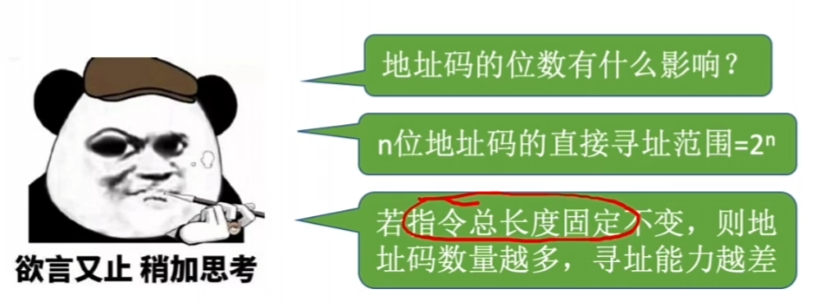 地址码的位数有什么影响？
n位地址码的直接寻址范围=2ⁿ
若指令总长度固定不变，则地
址码数量越多，寻址能力越差
欲言又止 稍加思考